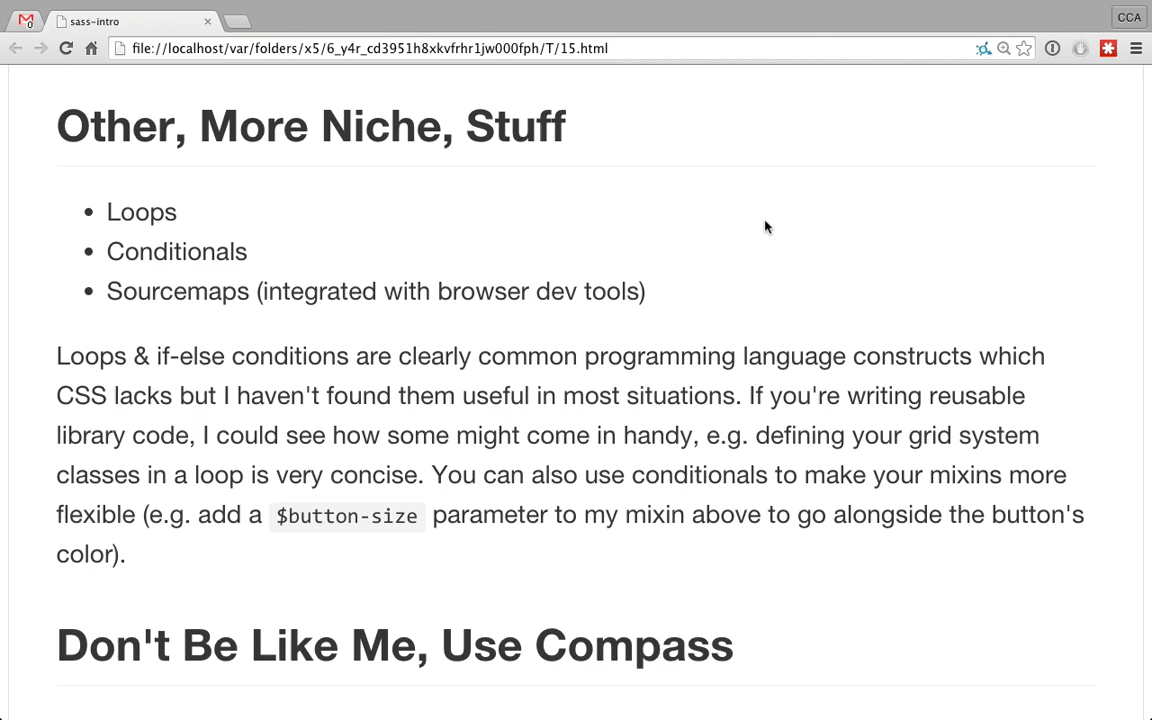 0
sass-intro
CCA
file://localhost/var/folders/x5/6_y4r_cd3951h8xkvfrhr1jw000fph/T/15.html
Other, More Niche, Stuff
• Loops
• Conditionals
• Sourcemaps (integrated with browser dev tools)
Loops & if-else conditions are clearly common programming language constructs which
CSS lacks but I haven't found them useful in most situations. If you're writing reusable
library code, I could see how some might come in handy, e.g. defining your grid system
classes in a loop is very concise. You can also use conditionals to make your mixins more
flexible (e.g. add a $button-size parameter to my mixin above to go alongside the button's
color).
Don't Be Like Me, Use Compass